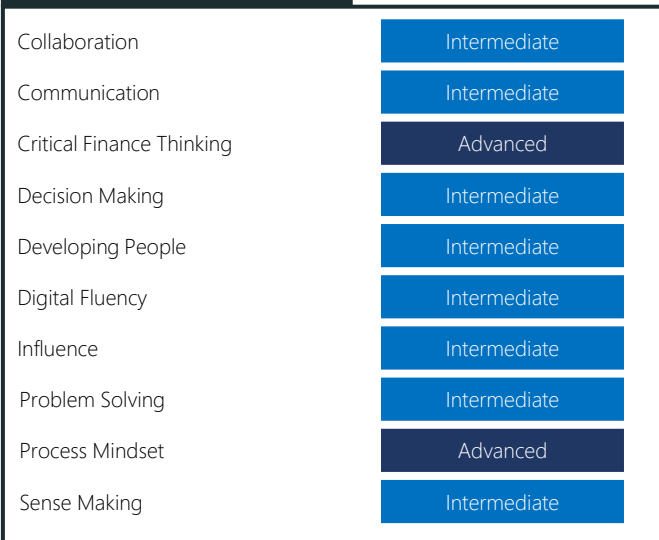 Collaboration Intermediate
Communication Intermediate
Critical Finance Thinking Advanced
Decision Making Intermediate
Developing People Intermediate
Digital Fluency Intermediate
Influence Intermediate
Problem Solving Intermediate
Process Mindset Advanced
Sense Making Intermediate